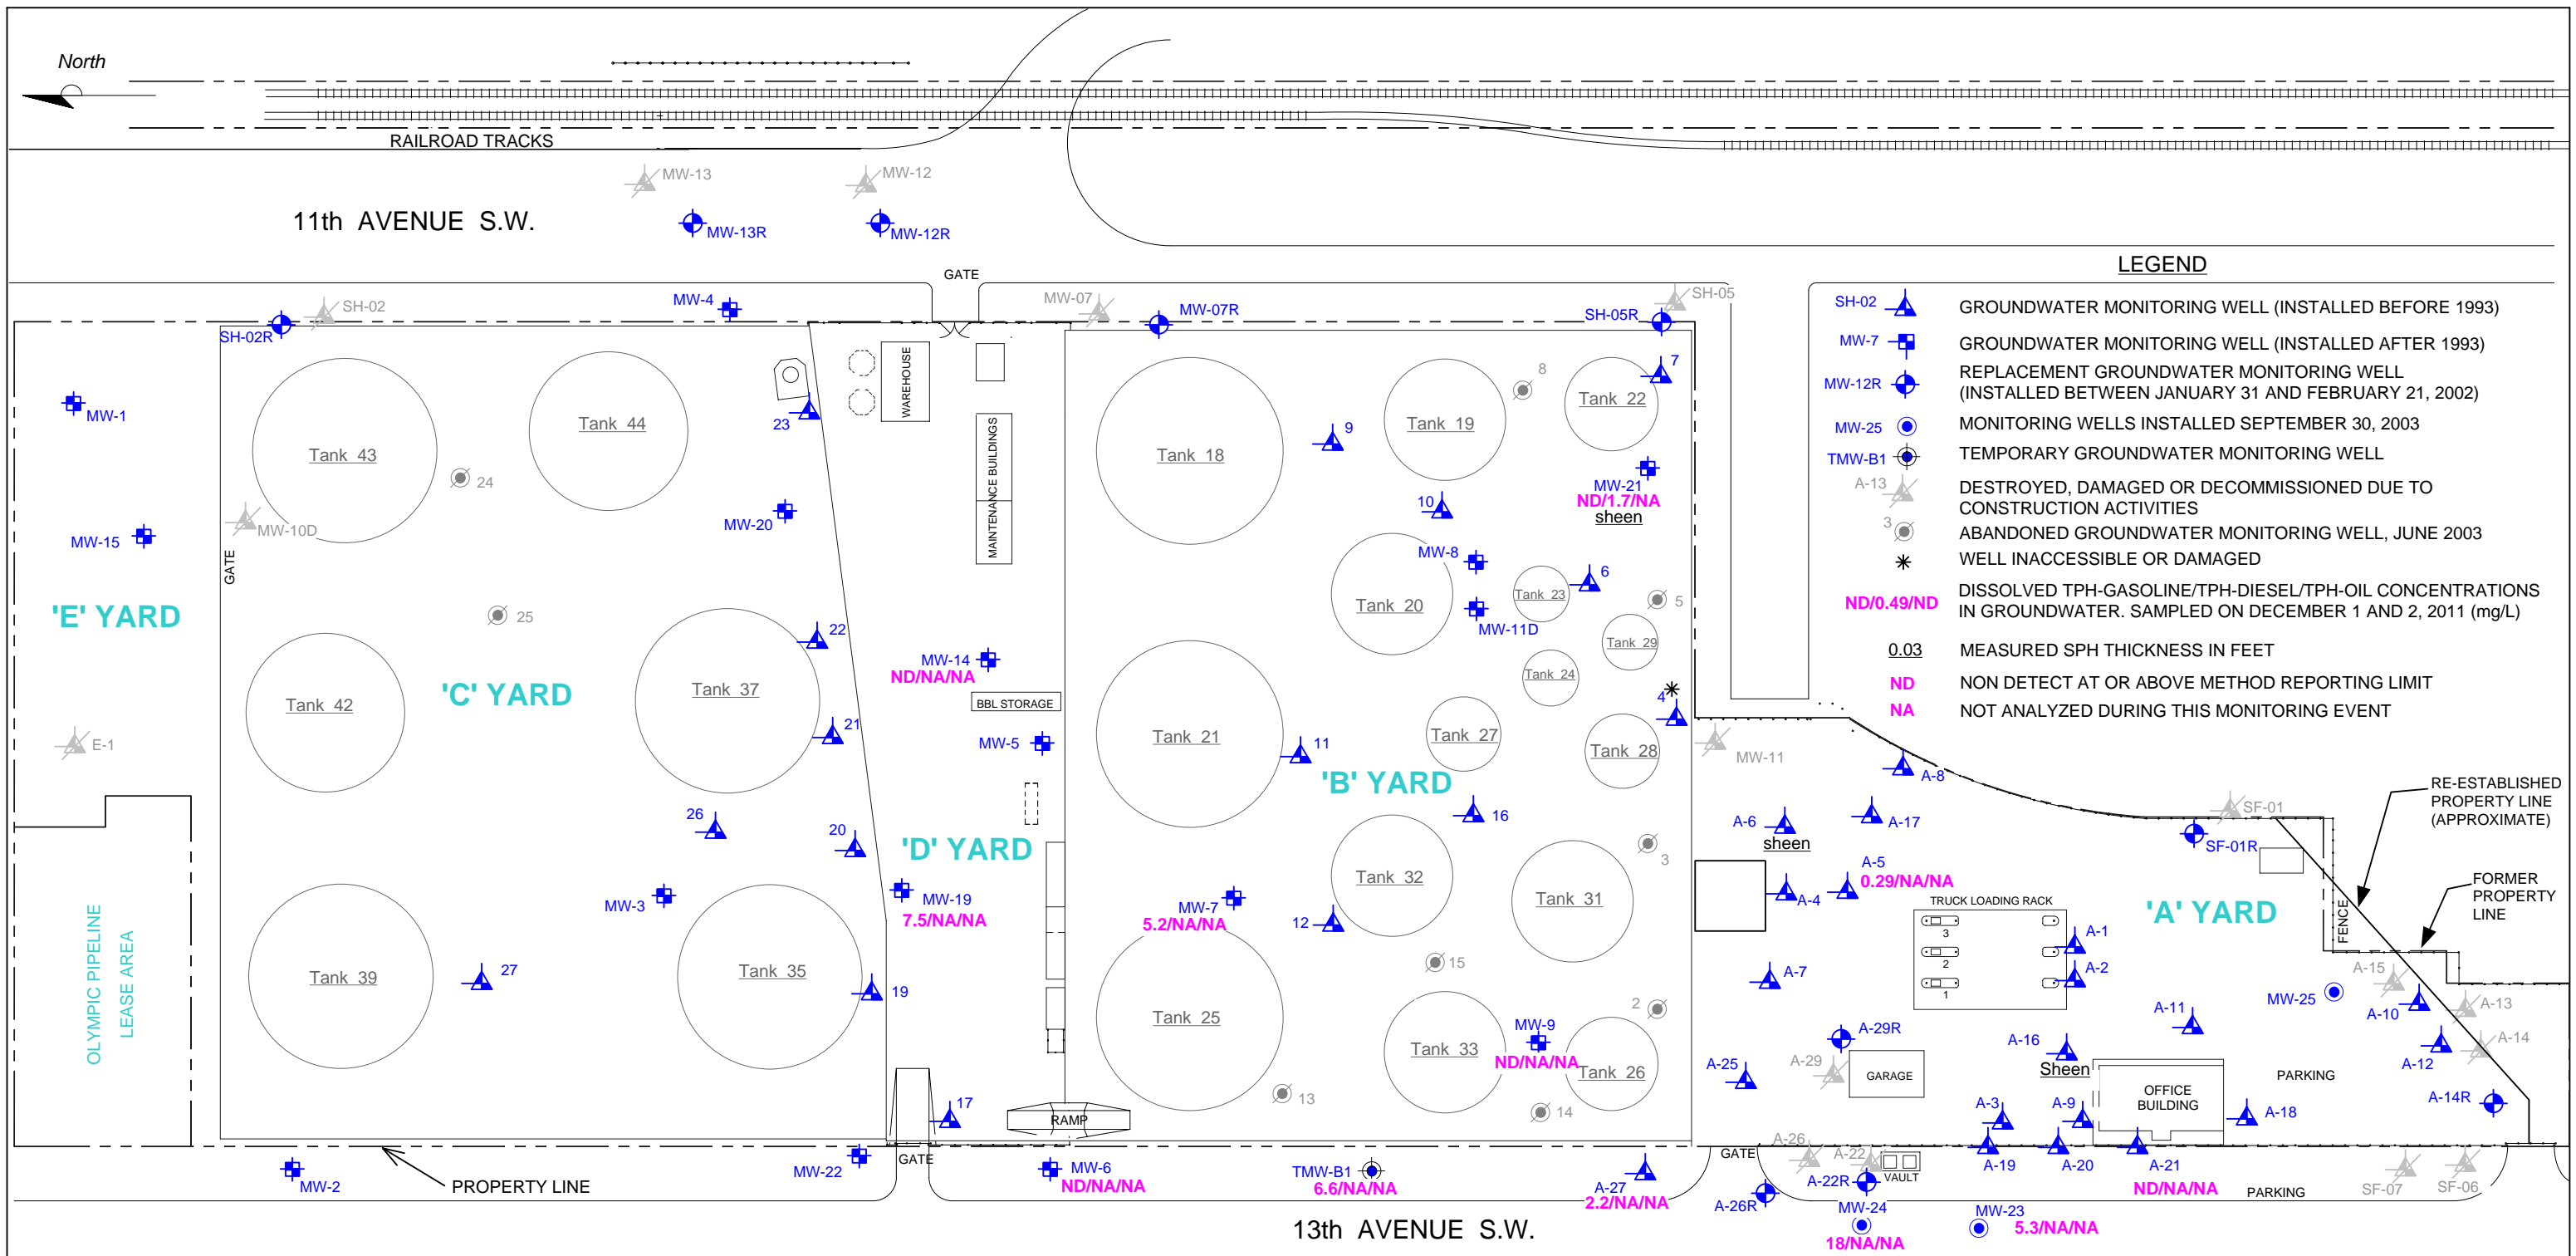 North
RAILROAD TRACKS
MW-13
MW-12
11th AVENUE S.W.
MW-13R
MW-12R
GATE
LEGEND
SH-02
GROUNDWATER MONITORING WELL (INSTALLED BEFORE 1993)
MW-7
GROUNDWATER MONITORING WELL (INSTALLED AFTER 1993)
MW-12R
REPLACEMENT GROUNDWATER MONITORING WELL
(INSTALLED BETWEEN JANUARY 31 AND FEBRUARY 21, 2002)
MW-25
MONITORING WELLS INSTALLED SEPTEMBER 30, 2003
TMW-B1
TEMPORARY GROUNDWATER MONITORING WELL
A-13
DESTROYED, DAMAGED OR DECOMMISSIONED DUE TO
CONSTRUCTION ACTIVITIES
3
ABANDONED GROUNDWATER MONITORING WELL, JUNE 2003
WELL INACCESSIBLE OR DAMAGED
ND/0.49/ND
DISSOLVED TPH-GASOLINE/TPH-DIESEL/TPH-OIL CONCENTRATIONS
IN GROUNDWATER. SAMPLED ON DECEMBER 1 AND 2, 2011 (mg/L)
0.03
MEASURED SPH THICKNESS IN FEET
ND
NON DETECT AT OR ABOVE METHOD REPORTING LIMIT
NA
NOT ANALYZED DURING THIS MONITORING EVENT
SH-02
SH-02R
MW-4
MW-07
MW-07R
SH-05
SH-05R
MW-1
MW-15
MW-10D
GATE
'E' YARD
E-1
OLYMPIC PIPELINE
LEASE AREA
Tank 43
Tank 44
24
23
MW-20
25
22
'C' YARD
Tank 42
Tank 37
21
26
20
MW-3
Tank 39
27
Tank 35
19
17
MW-2
MW-22
PROPERTY LINE
WAREHOUSE
MAINTENANCE BUILDINGS
MW-14
ND/NA/NA
BBL STORAGE
MW-5
'D' YARD
MW-19
7.5/NA/NA
RAMP
GATE
MW-6
ND/NA/NA
Tank 18
9
Tank 19
8
Tank 22
7
MW-21
ND/1.7/NA
sheen
10
MW-8
Tank 20
Tank 23
6
5
MW-11D
Tank 29
Tank 24
4
Tank 21
11
Tank 27
Tank 28
MW-11
'B' YARD
16
3
MW-7
5.2/NA/NA
12
Tank 32
Tank 31
15
Tank 25
Tank 33
MW-9
ND/NA/NA
2
Tank 26
13
14
TMW-B1
6.6/NA/NA
A-27
2.2/NA/NA
13th AVENUE S.W.
A-8
A-6
sheen
A-17
A-5
0.29/NA/NA
A-4
SF-01
SF-01R
RE-ESTABLISHED
PROPERTY LINE
(APPROXIMATE)
FORMER
PROPERTY
LINE
FENCE
TRUCK LOADING RACK
3
2
1
'A' YARD
A-1
A-2
A-7
A-15
MW-25
A-10
A-13
A-11
A-12
A-14
A-29R
A-29
A-16
Sheen
A-25
GARAGE
PARKING
OFFICE
BUILDING
A-14R
A-3
A-9
A-18
A-26
A-22
GATE
VAULT
A-19
A-20
A-21
ND/NA/NA
PARKING
SF-07
SF-06
A-22R
A-26R
MW-24
18/NA/NA
MW-23
5.3/NA/NA